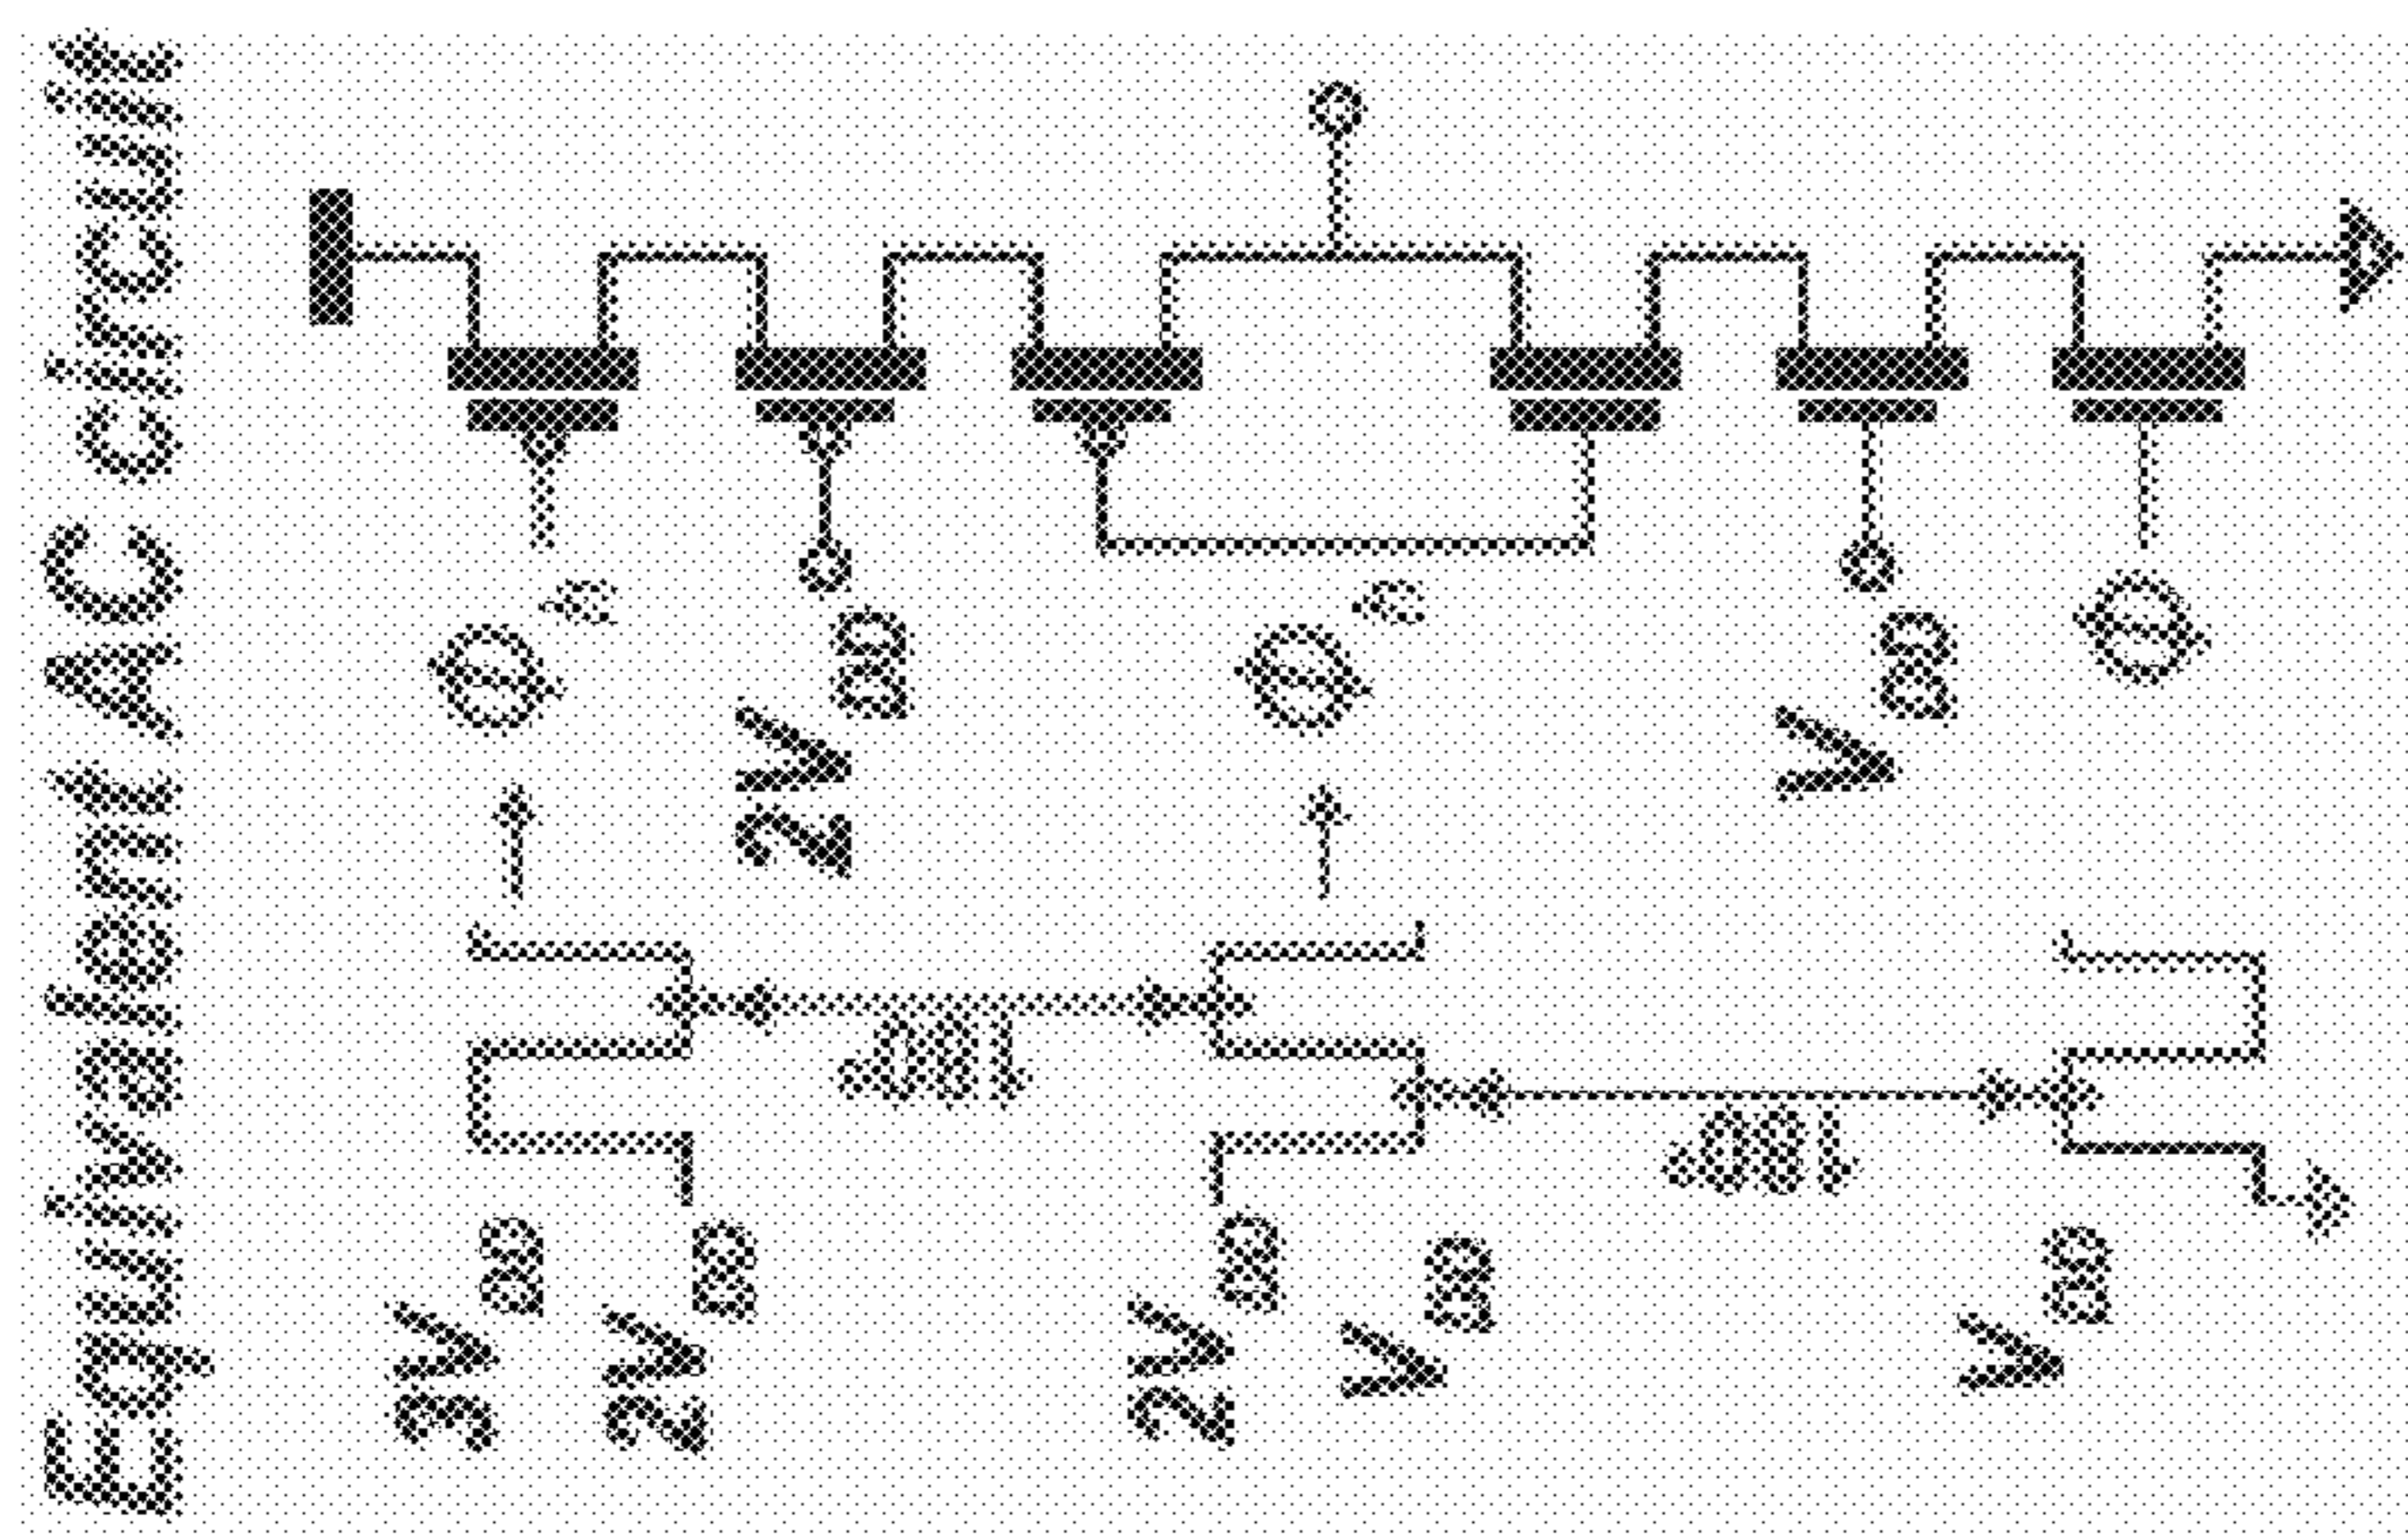 Equivalent AC circuit
3V_DD
Φ
2V_DD
2V_DD
180°
2V_DD
Φ
V_DD
180°
V_DD
V_DD
Φ